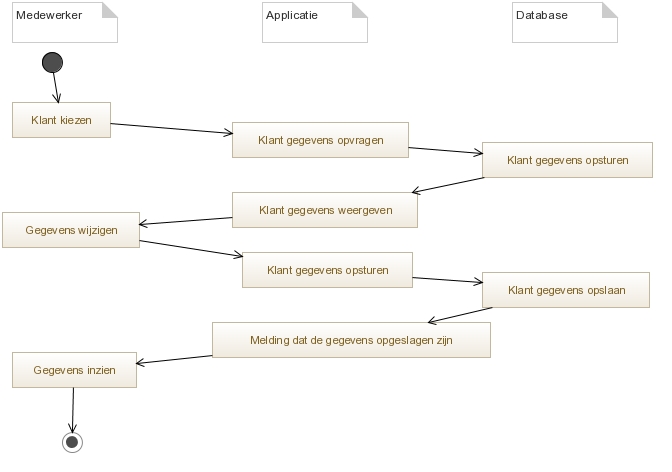 Medewerker
Applicatie
Database
Klant kiezen
Klant gegevens opvragen
Klant gegevens opsturen
Klant gegevens weergeven
Gegevens wijzigen
Klant gegevens opsturen
Klant gegevens opslaan
Melding dat de gegevens opgeslagen zijn
Gegevens inzien